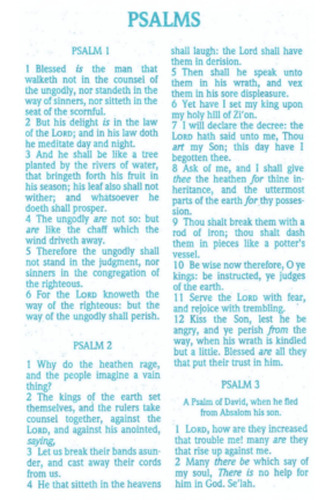 PSALMS
PSALM 1
1 Blessed is the man that
walketh not in the counsel of
the ungodly, nor standeth in the
way of sinners, nor sitteth in the
seat of the scornful.
2 But his delight is in the law
of the LORD; and in his law doth
he meditate day and night.
3 And he shall be like a tree
planted by the rivers of water,
that bringeth forth his fruit in
his season; his leaf also shall not
wither; and whatsoever he
doeth shall prosper.
4 The ungodly are not so: but
are like the chaff which the
wind driveth away.
5 Therefore the ungodly shall
not stand in the judgment, nor
sinners in the congregation of
the righteous.
6 For the LORD knoweth the
way of the righteous: but the
way of the ungodly shall perish.
PSALM 2
1 Why do the heathen rage,
and the people imagine a vain
thing?
2 The kings of the earth set
themselves, and the rulers take
counsel together, against the
LORD, and against his anointed,
saying,
3 Let us break their bands asun-
der, and cast away their cords
from us.
4 He that sitteth in the heavens
shall laugh: the Lord shall have
them in derision.
5 Then shall he speak unto
them in his wrath, and vex
them in his sore displeasure.
6 Yet have I set my king upon
my holy hill of Zi'on.
7 I will declare the decree: the
LORD hath said unto me, Thou
art my Son; this day have I
begotten thee.
8 Ask of me, and I shall give
thee the heathen for thine in-
heritance, and the uttermost
parts of the earth for thy posses-
sion.
9 Thou shalt break them with a
rod of iron; thou shalt dash
them in pieces like a potter's
vessel.
10 Be wise now therefore, O ye
kings: be instructed, ye judges
of the earth.
11 Serve the LORD with fear,
and rejoice with trembling.
12 Kiss the Son, lest he be
angry, and ye perish from the
way, when his wrath is kindled
but a little. Blessed are all they
that put their trust in him.
PSALM 3
A Psalm of David, when he fled
from Absalom his son.
1 LORD, how are they increased
that trouble me! many are they
that rise up against me.
2 Many there be which say of
my soul, There is no help for
him in God. Se'lah.